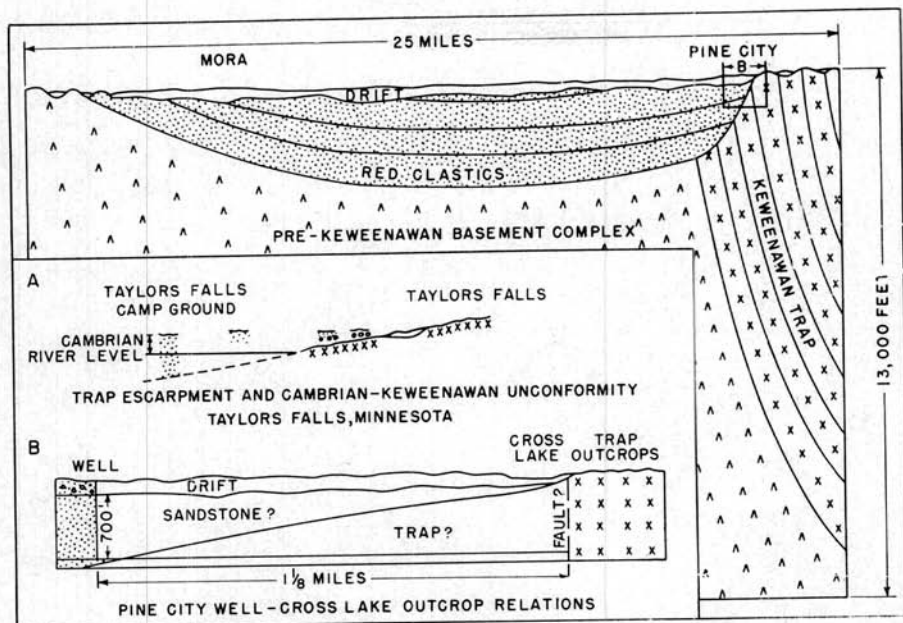 25 MILES
MORA
PINE CITY
B
DRIFT
RED CLASTICS
PRE-KEWEENAWAN BASEMENT COMPLEX
KEWEENAWAN TRAP
13,000 FEET
A
TAYLORS FALLS
CAMP GROUND
TAYLORS FALLS
CAMBRIAN
RIVER LEVEL
TRAP ESCARPMENT AND CAMBRIAN-KEWEENAWAN UNCONFORMITY
TAYLORS FALLS, MINNESOTA
B
CROSS LAKE
TRAP OUTCROPS
WELL
DRIFT
700'
SANDSTONE?
TRAP?
FAULT?
1 1/8 MILES
PINE CITY WELL-CROSS LAKE OUTCROP RELATIONS